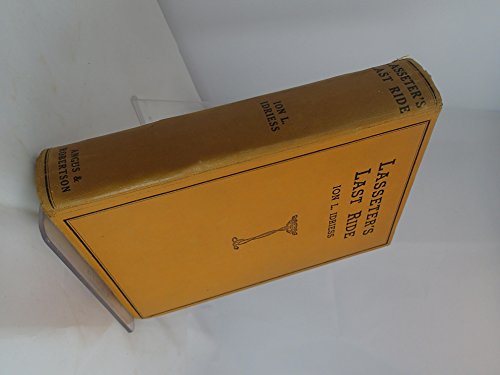 LASSETER'S
LAST RIDE
ION L.
IDRIESS
ANGUS &
ROBERTSON
LASSETER'S
LAST RIDE
ION L. IDRIESS